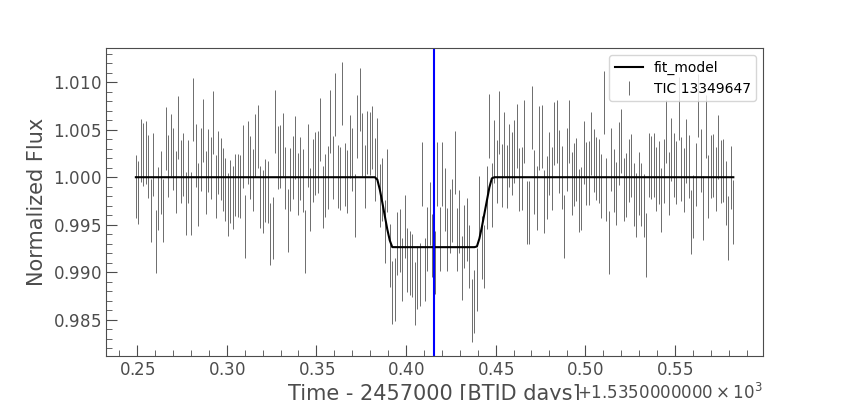 fit_model
TIC 13349647
1.010
1.005
1.000
0.995
0.990
0.985
Normalized Flux
0.25 0.30 0.35 0.40 0.45 0.50 0.55
Time - 2457000 [BTJD days]
+1.5350000000 × 10³